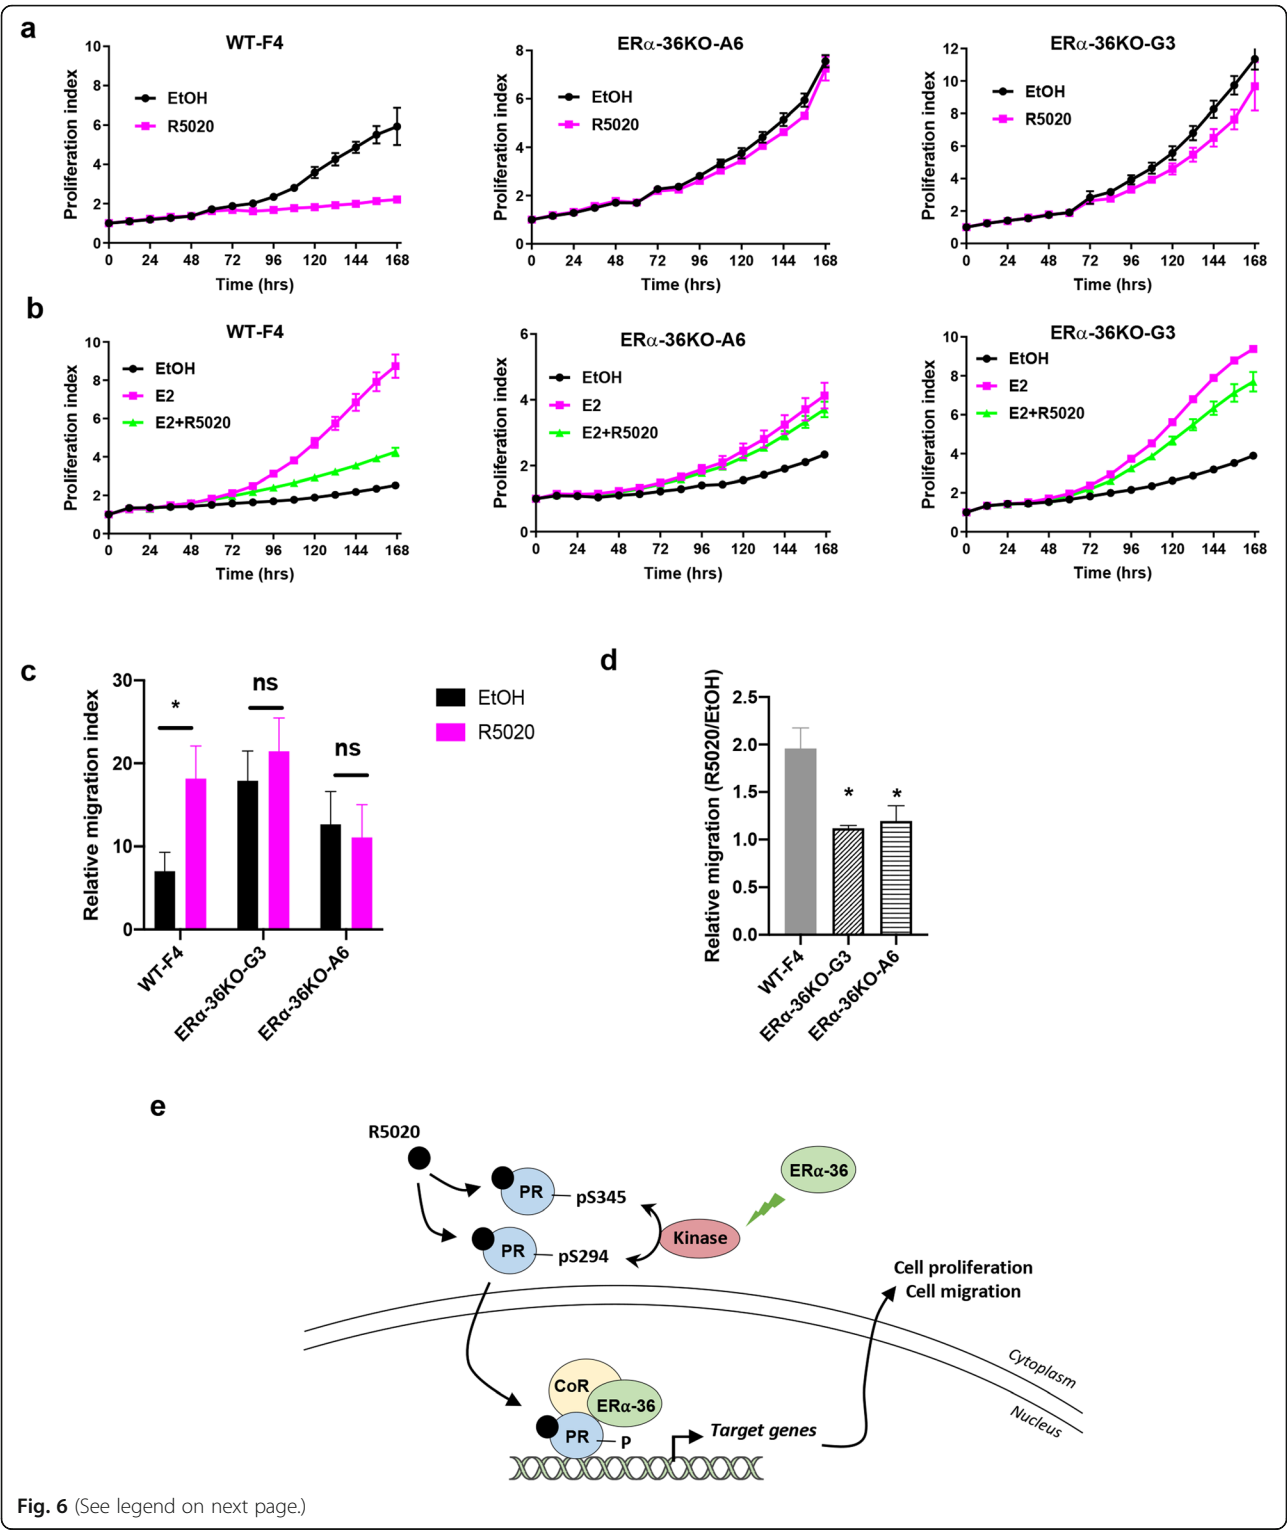 a
WT-F4
Proliferation index
10
8
6
4
2
0
EtOH
R5020
0 24 48 72 96 120 144 168
Time (hrs)
ERα-36KO-A6
Proliferation index
8
6
4
2
0
EtOH
R5020
0 24 48 72 96 120 144 168
Time (hrs)
ERα-36KO-G3
Proliferation index
12
10
8
6
4
2
0
EtOH
R5020
0 24 48 72 96 120 144 168
Time (hrs)
b
WT-F4
Proliferation index
10
8
6
4
2
0
EtOH
E2
E2+R5020
0 24 48 72 96 120 144 168
Time (hrs)
ERα-36KO-A6
Proliferation index
6
4
2
0
EtOH
E2
E2+R5020
0 24 48 72 96 120 144 168
Time (hrs)
ERα-36KO-G3
Proliferation index
10
8
6
4
2
0
EtOH
E2
E2+R5020
0 24 48 72 96 120 144 168
Time (hrs)
c
Relative migration index
30
20
10
0
*
ns
ns
EtOH
R5020
WT-F4
ERα-36KO-G3
ERα-36KO-A6
d
Relative migration (R5020/EtOH)
2.5
2.0
1.5
1.0
0.5
0.0
*
*
WT-F4
ERα-36KO-G3
ERα-36KO-A6
e
R5020
PR
pS345
PR
pS294
Kinase
ERα-36
Cell proliferation
Cell migration
Cytoplasm
Nucleus
CoR
ERα-36
PR
P
Target genes
Fig. 6 (See legend on next page.)